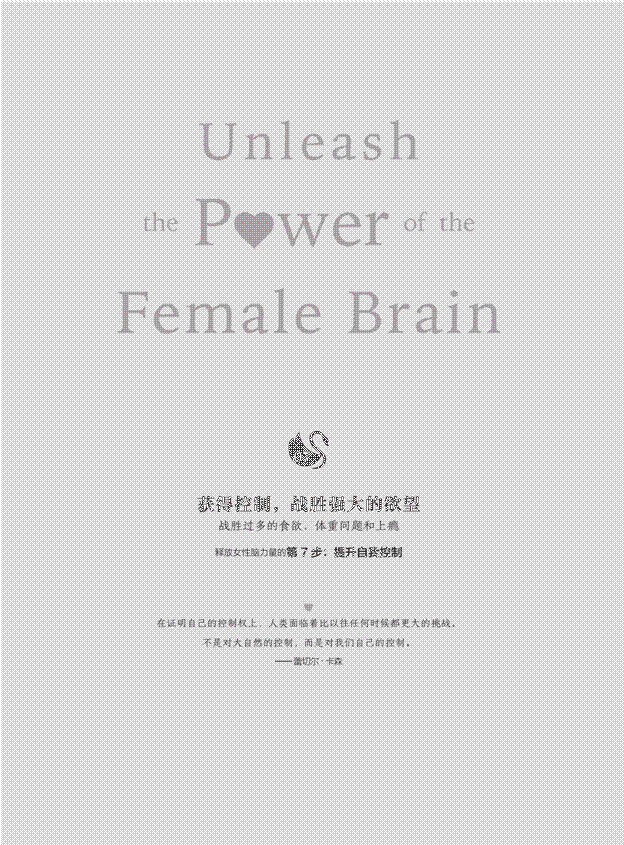 Unleash
the Power of the
Female Brain
获得控制，战胜强大的欲望
战胜过多的食欲、体重问题和上瘾
释放女性脑力量的第 7 步：提升自我控制
在证明自己的控制权上，人类面临着比以往任何时候都更大的挑战。
不是对大自然的控制，而是对我们自己的控制。
——蕾切尔·卡森